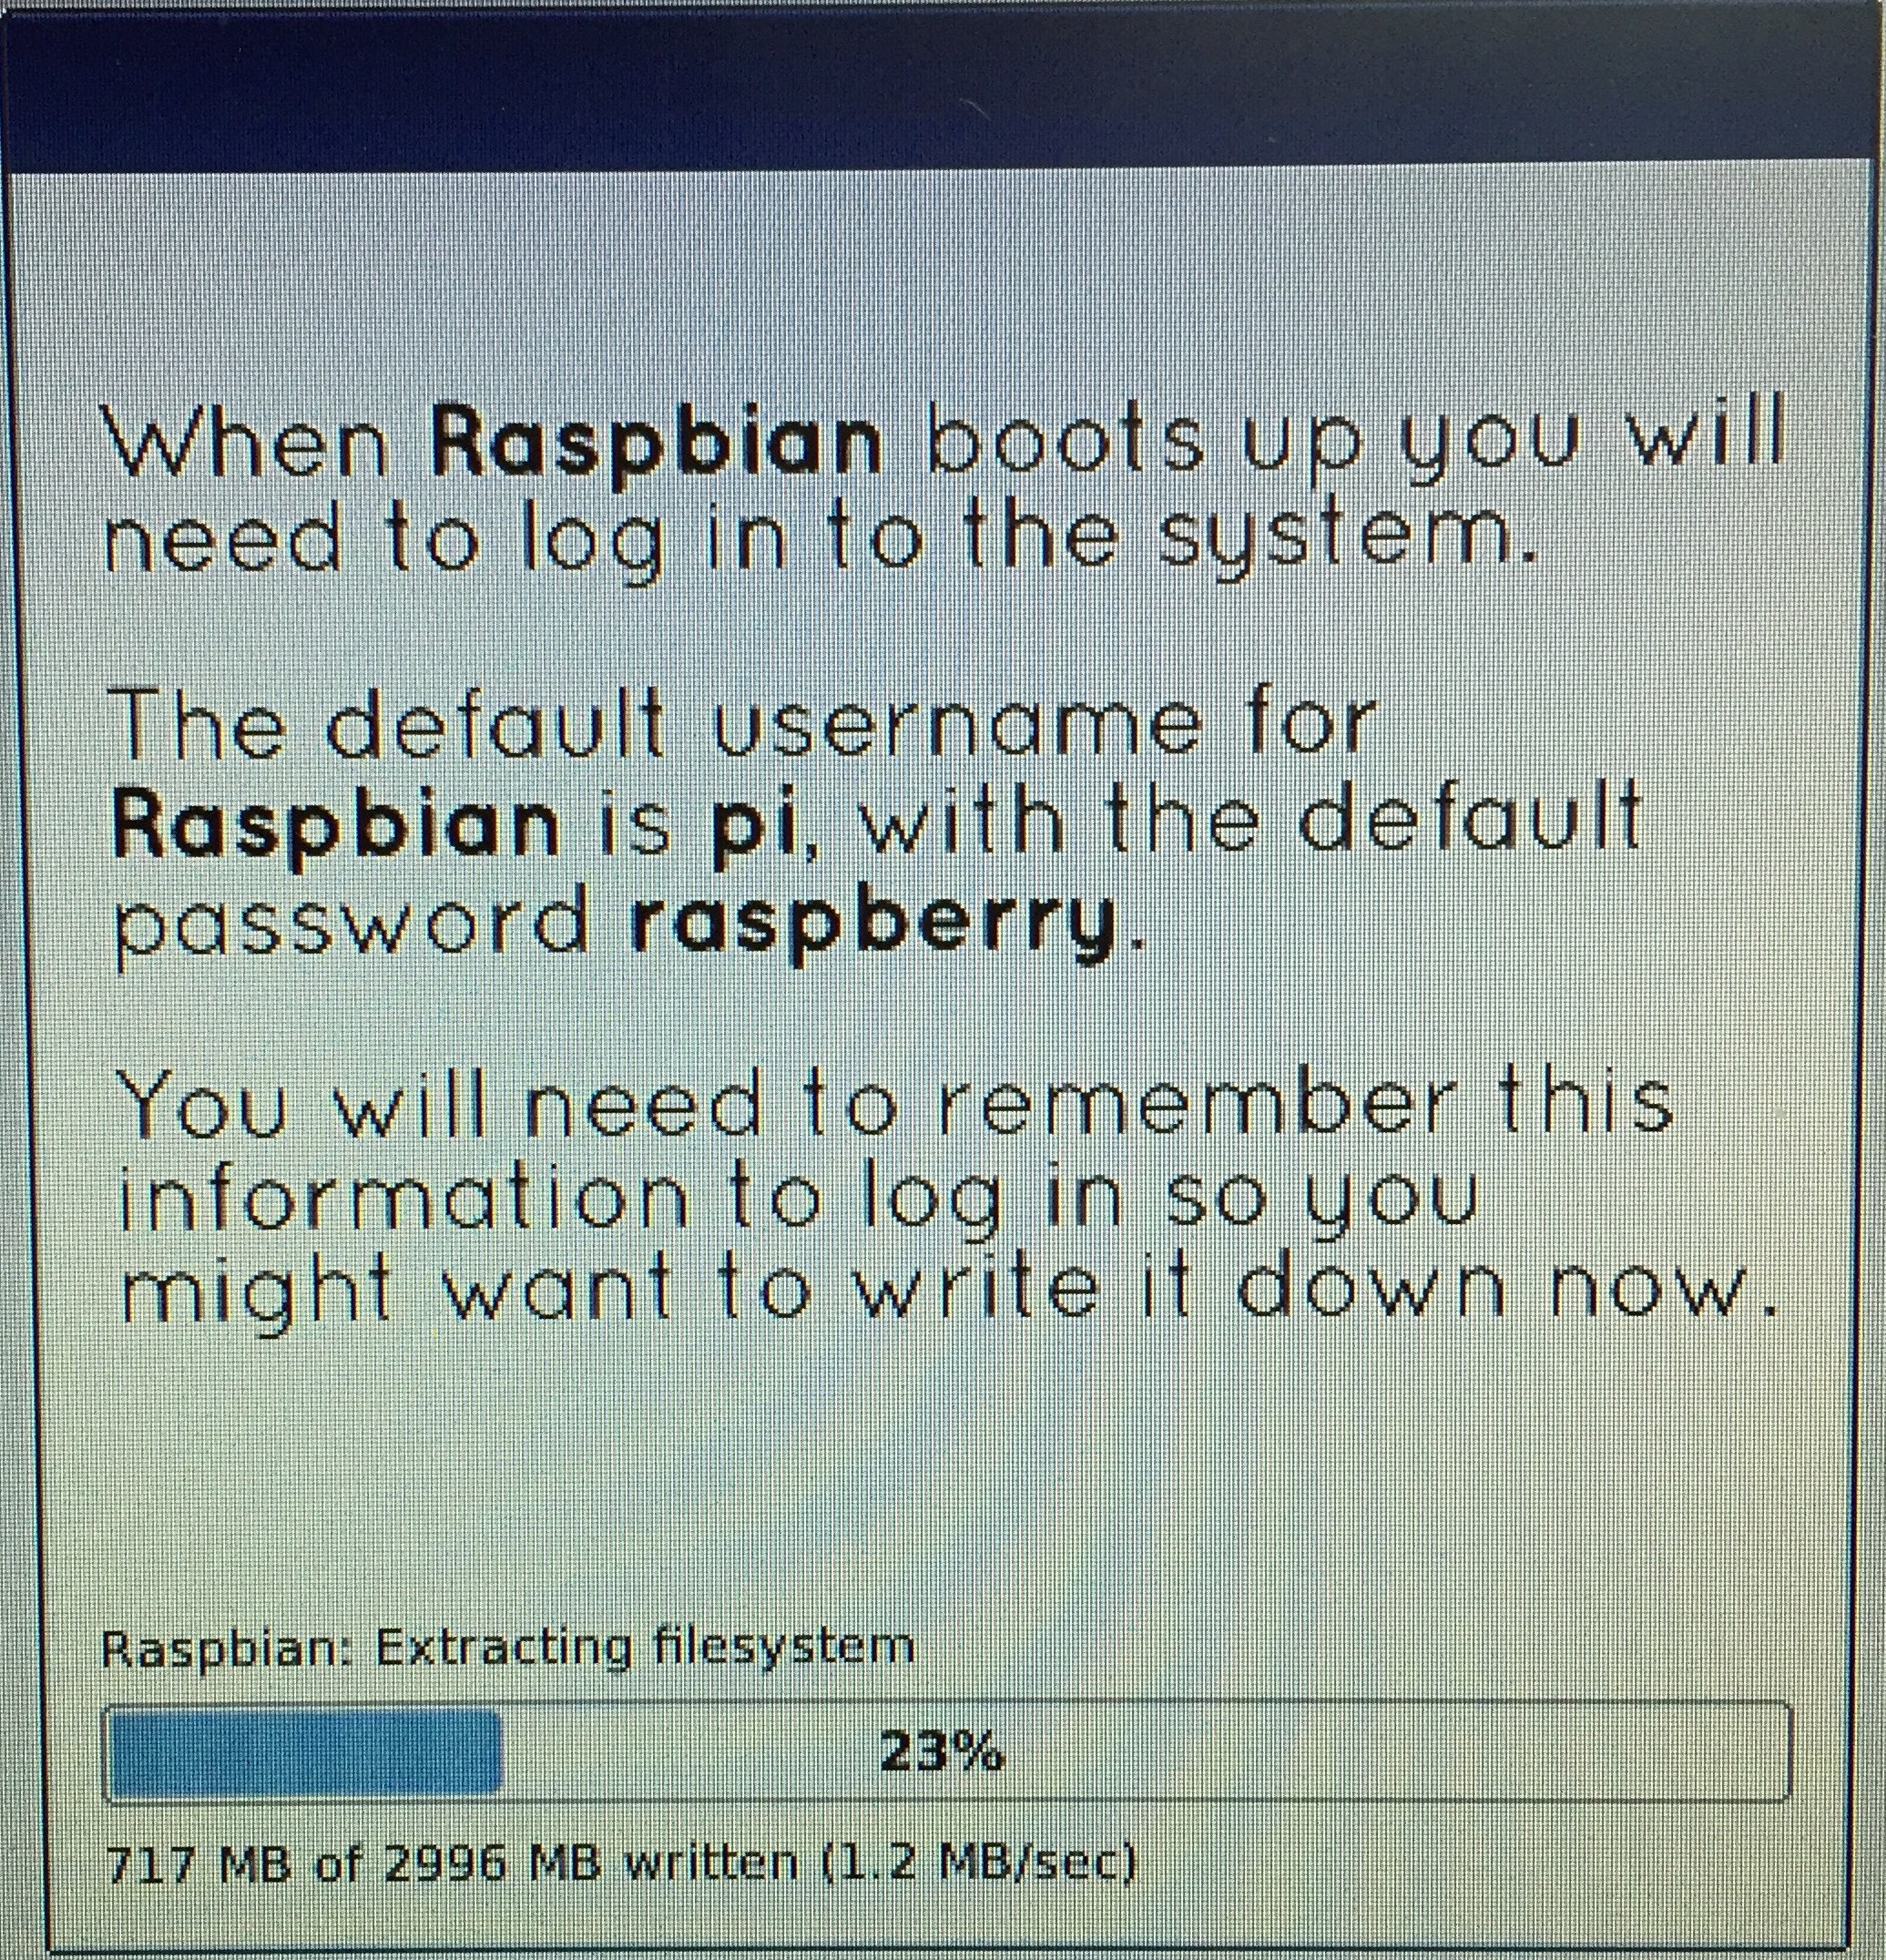 When Raspbian boots up you will
need to log in to the system.
The default username for
Raspbian is pi, with the default
password raspberry.
You will need to remember this
information to log in so you
might want to write it down now.
Raspbian: Extracting filesystem
23%
717 MB of 2996 MB written (1.2 MB/sec)